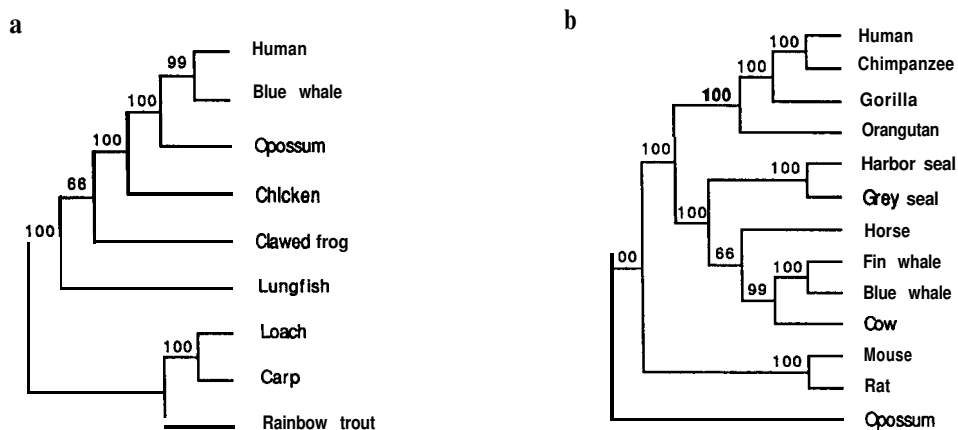 a
Human
99
Blue whale
100
Opossum
100
Chicken
66
Clawed frog
100
Lungfish
Loach
100
Carp
Rainbow trout
b
Human
100
Chimpanzee
100
Gorilla
100
Orangutan
100
Harbor seal
100
Grey seal
100
Horse
66
Fin whale
100
Blue whale
99
Cow
00
Mouse
100
Rat
Opossum